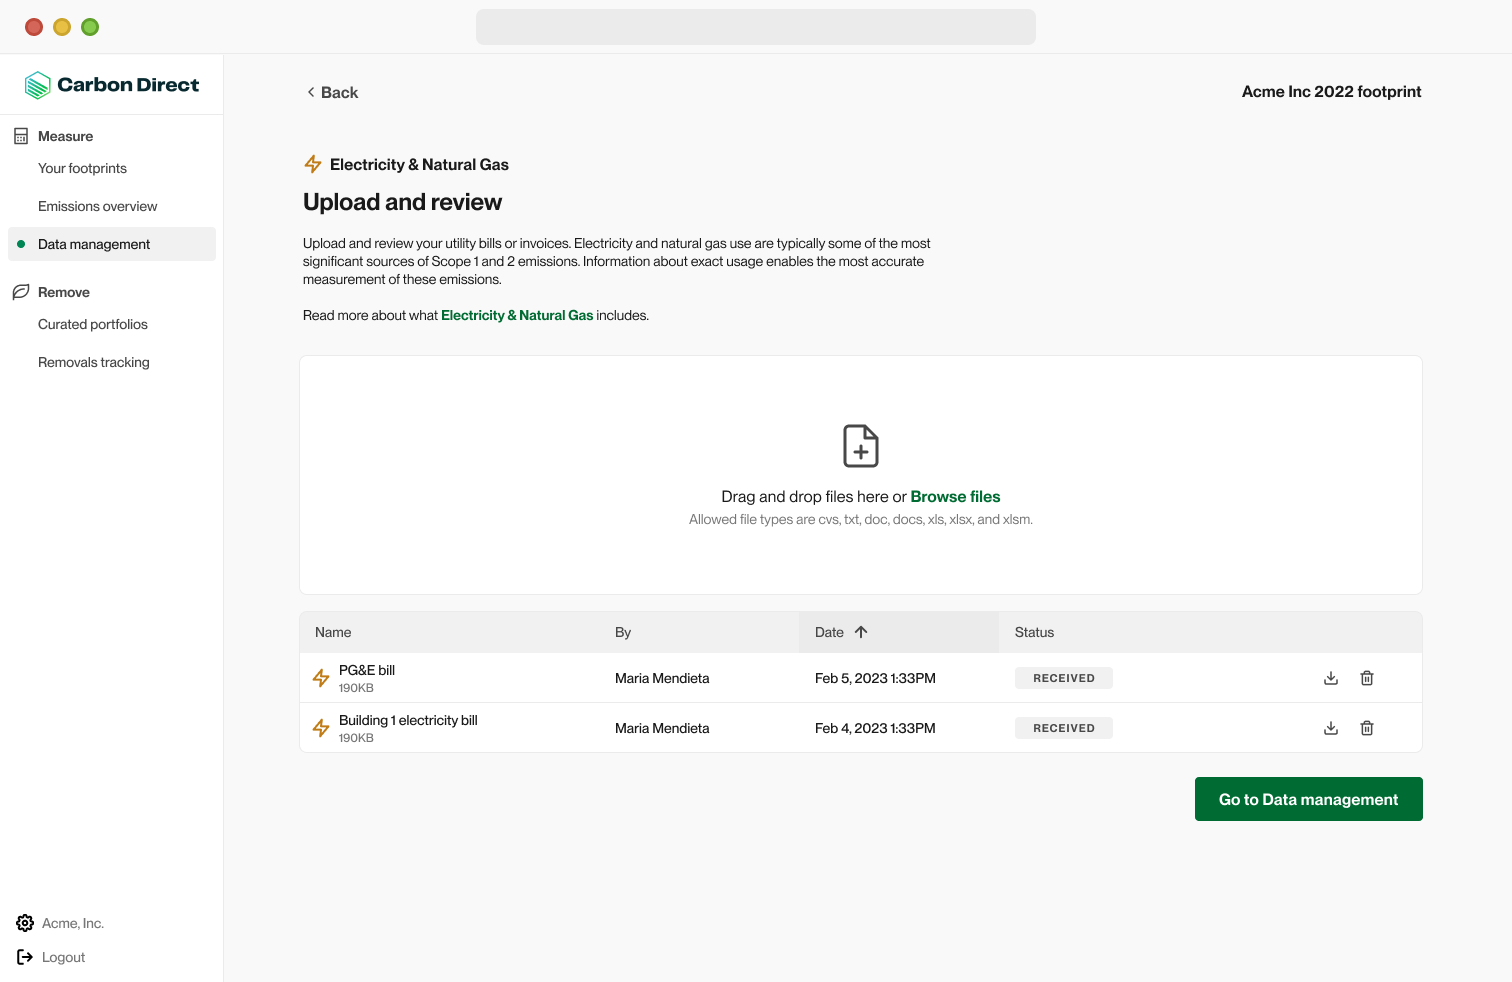 Carbon Direct
Measure
Your footprints
Emissions overview
Data management
Remove
Curated portfolios
Removals tracking
Acme, Inc.
Logout
Back
Acme Inc 2022 footprint
Electricity & Natural Gas
Upload and review
Upload and review your utility bills or invoices. Electricity and natural gas use are typically some of the most
significant sources of Scope 1 and 2 emissions. Information about exact usage enables the most accurate
measurement of these emissions.
Read more about what Electricity & Natural Gas includes.
Drag and drop files here or Browse files
Allowed file types are cvs, txt, doc, docs, xls, xlsx, and xlsm.
Name By Date Status
PG&E bill
190KB
Maria Mendieta Feb 5, 2023 1:33PM RECEIVED
Building 1 electricity bill
190KB
Maria Mendieta Feb 4, 2023 1:33PM RECEIVED
Go to Data management